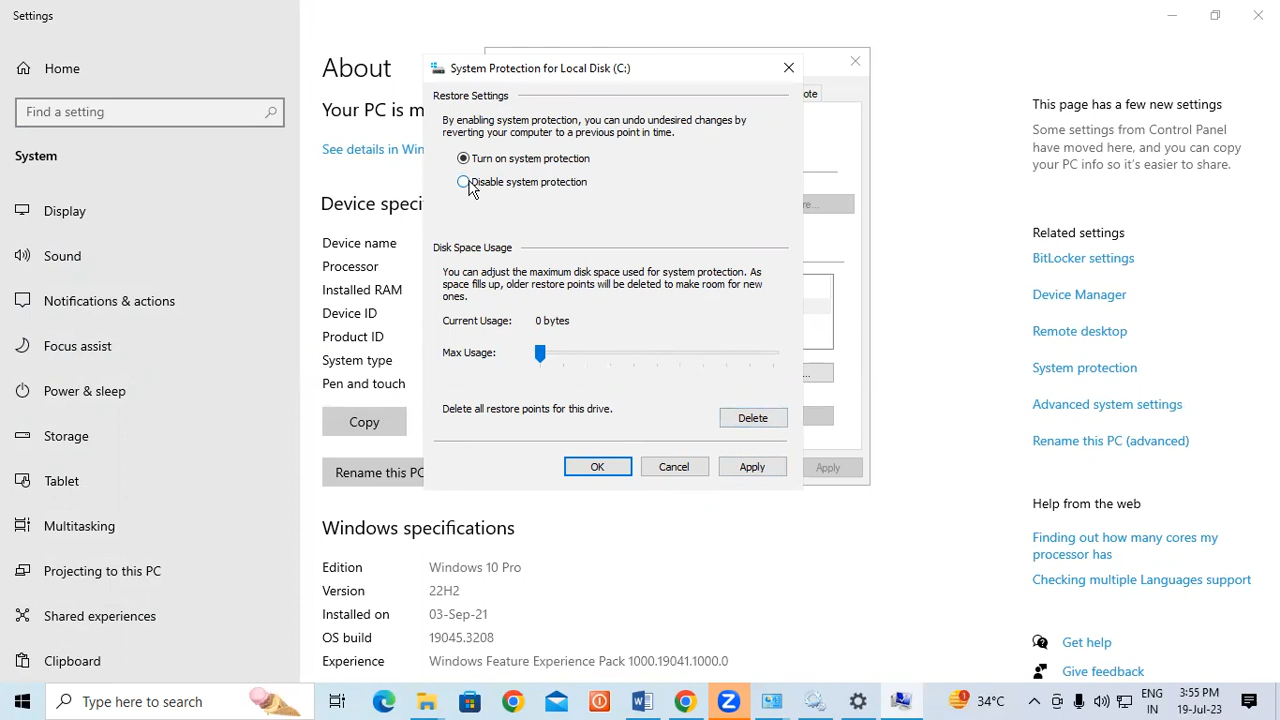 Settings
Home
Find a setting
System
Display
Sound
Notifications & actions
Focus assist
Power & sleep
Storage
Tablet
Multitasking
Projecting to this PC
Shared experiences
Clipboard
About
Your PC is m
See details in Win
Device speci
Device name
Processor
Installed RAM
Device ID
Product ID
System type
Pen and touch
Copy
Rename this PC
Windows specifications
Edition Windows 10 Pro
Version 22H2
Installed on 03-Sep-21
OS build 19045.3208
Experience Windows Feature Experience Pack 1000.19041.1000.0
System Protection for Local Disk (C:)
Restore Settings
By enabling system protection, you can undo undesired changes by
reverting your computer to a previous point in time.
Turn on system protection
Disable system protection
Disk Space Usage
You can adjust the maximum disk space used for system protection. As
space fills up, older restore points will be deleted to make room for new
ones.
Current Usage: 0 bytes
Max Usage:
Delete all restore points for this drive.
Delete
OK Cancel Apply
ote
e...
...
Apply
This page has a few new settings
Some settings from Control Panel
have moved here, and you can copy
your PC info so it's easier to share.
Related settings
BitLocker settings
Device Manager
Remote desktop
System protection
Advanced system settings
Rename this PC (advanced)
Help from the web
Finding out how many cores my
processor has
Checking multiple Languages support
Get help
Give feedback
Type here to search
34°C
ENG
IN
3:55 PM
19-Jul-23